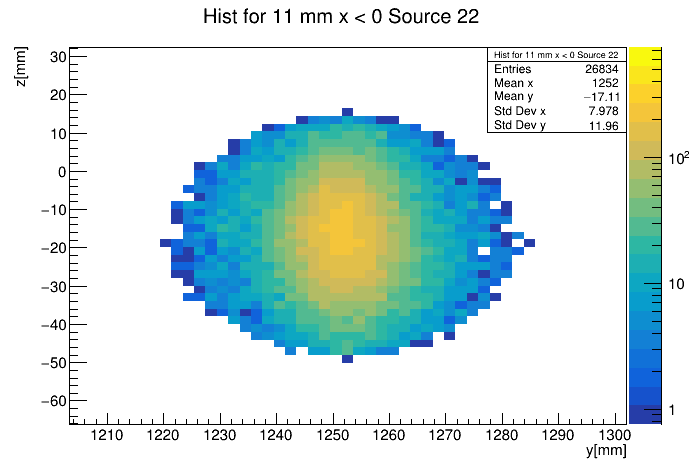 Hist for 11 mm x < 0 Source 22
z[mm]
Hist for 11 mm x < 0 Source 22
Entries 26834
Mean x 1252
Mean y −17.11
Std Dev x 7.978
Std Dev y 11.96
30
20
10
0
−10
−20
−30
−40
−50
−60
10²
10
1
1210 1220 1230 1240 1250 1260 1270 1280 1290 1300
y[mm]